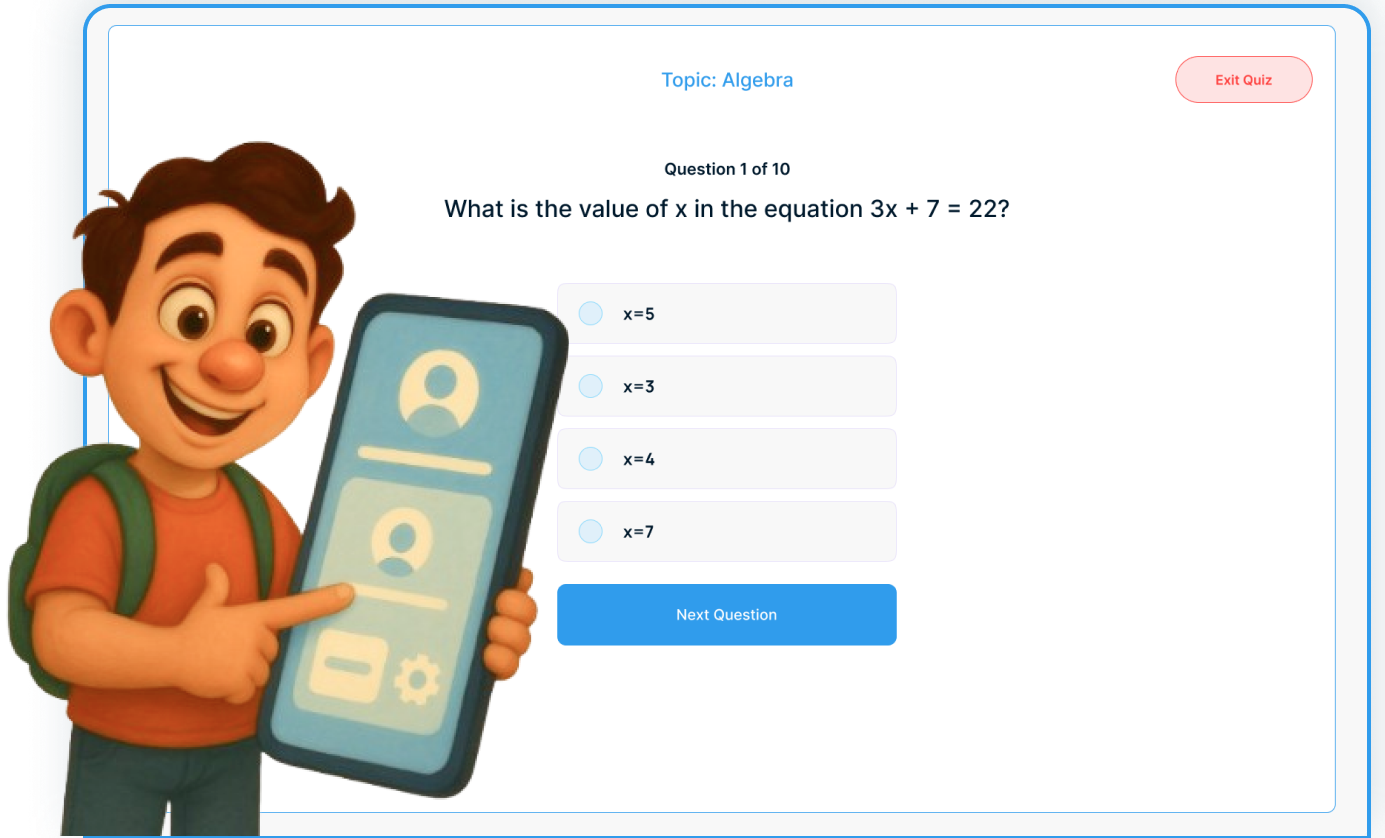 Topic: Algebra
Exit Quiz
Question 1 of 10
What is the value of x in the equation 3x + 7 = 22?
x=5
x=3
x=4
x=7
Next Question